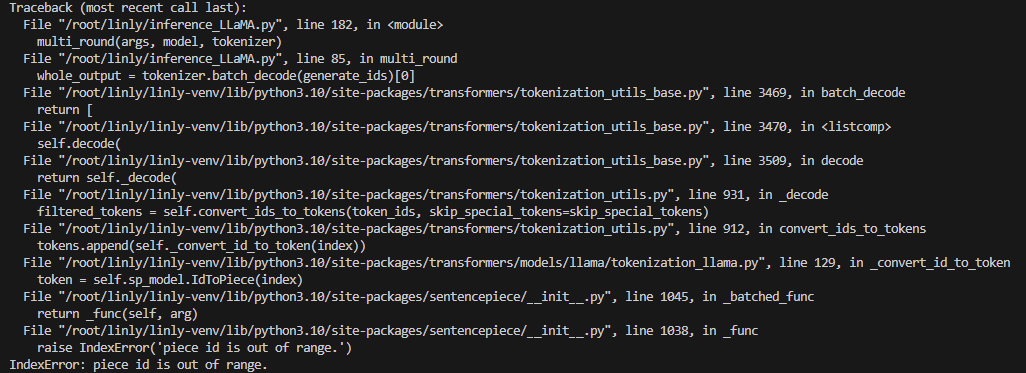 Traceback (most recent call last):
  File "/root/linly/inference_LLaMA.py", line 182, in <module>
    multi_round(args, model, tokenizer)
  File "/root/linly/inference_LLaMA.py", line 85, in multi_round
    whole_output = tokenizer.batch_decode(generate_ids)[0]
  File "/root/linly/linly-venv/lib/python3.10/site-packages/transformers/tokenization_utils_base.py", line 3469, in batch_decode
    return [
  File "/root/linly/linly-venv/lib/python3.10/site-packages/transformers/tokenization_utils_base.py", line 3470, in <listcomp>
    self.decode(
  File "/root/linly/linly-venv/lib/python3.10/site-packages/transformers/tokenization_utils_base.py", line 3509, in decode
    return self._decode(
  File "/root/linly/linly-venv/lib/python3.10/site-packages/transformers/tokenization_utils.py", line 931, in _decode
    filtered_tokens = self.convert_ids_to_tokens(token_ids, skip_special_tokens=skip_special_tokens)
  File "/root/linly/linly-venv/lib/python3.10/site-packages/transformers/tokenization_utils.py", line 912, in convert_ids_to_tokens
    tokens.append(self._convert_id_to_token(index))
  File "/root/linly/linly-venv/lib/python3.10/site-packages/transformers/models/llama/tokenization_llama.py", line 129, in _convert_id_to_token
    token = self.sp_model.IdToPiece(index)
  File "/root/linly/linly-venv/lib/python3.10/site-packages/sentencepiece/__init__.py", line 1045, in _batched_func
    return _func(self, arg)
  File "/root/linly/linly-venv/lib/python3.10/site-packages/sentencepiece/__init__.py", line 1038, in _func
    raise IndexError('piece id is out of range.')
IndexError: piece id is out of range.